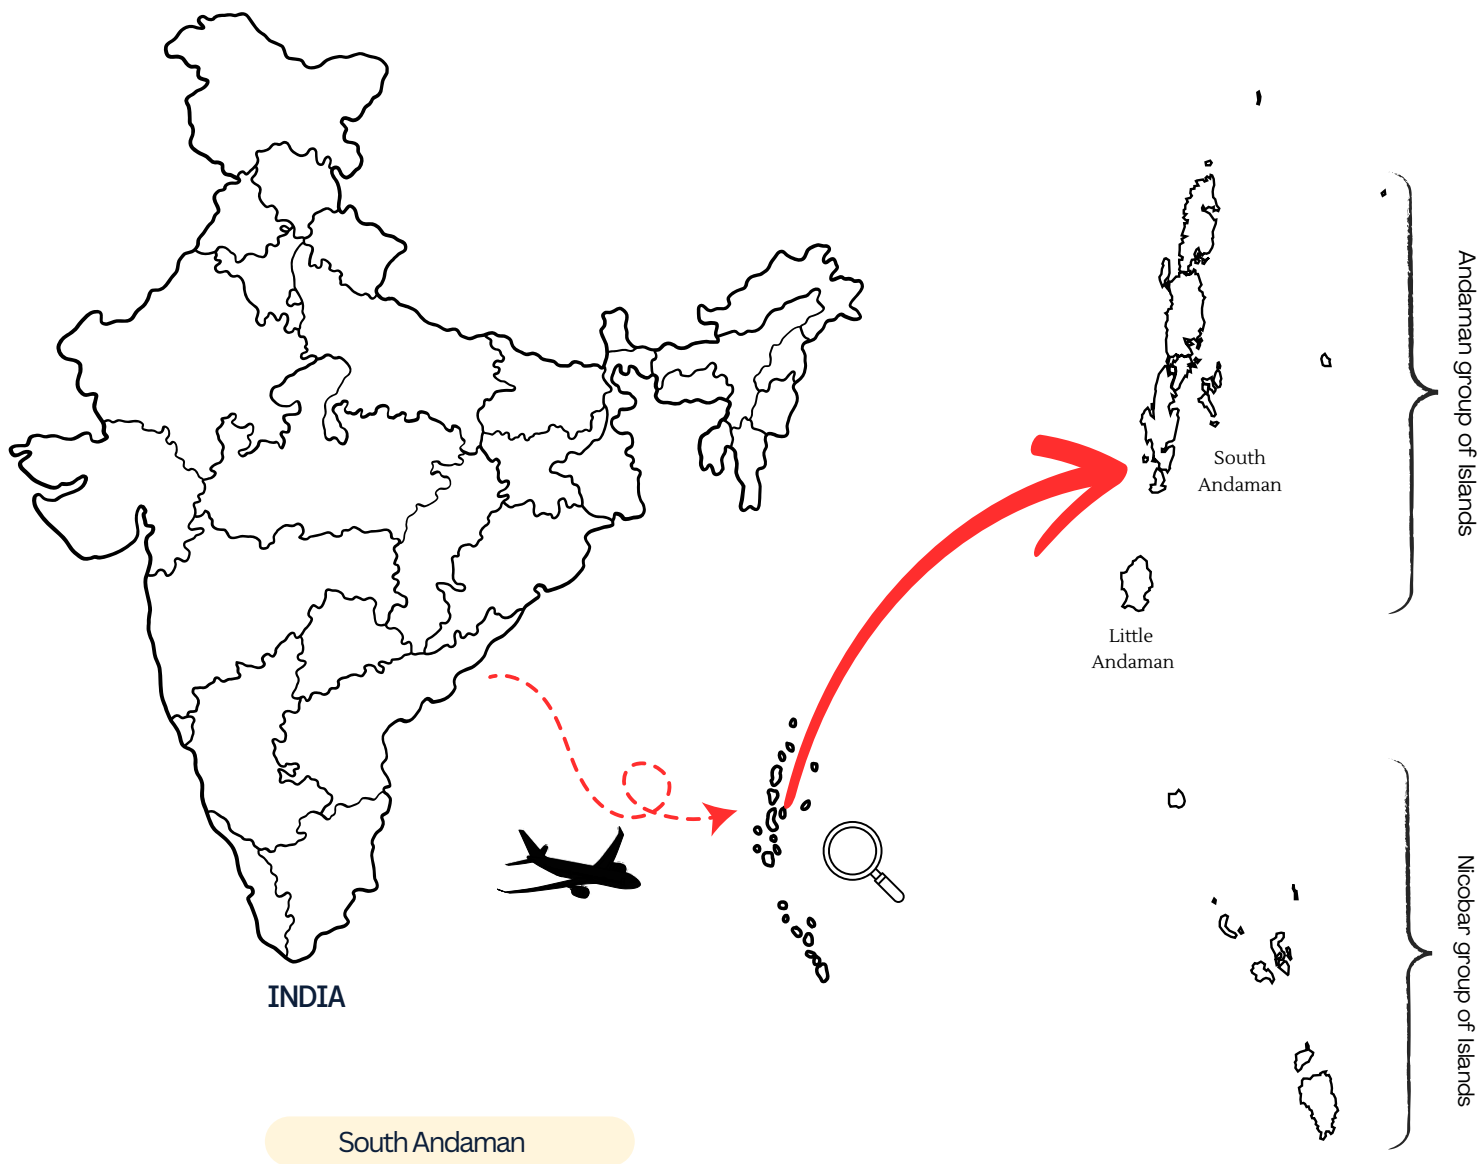 South
Andaman
Little
Andaman
Andaman group of Islands
Nicobar group of Islands
INDIA
South Andaman